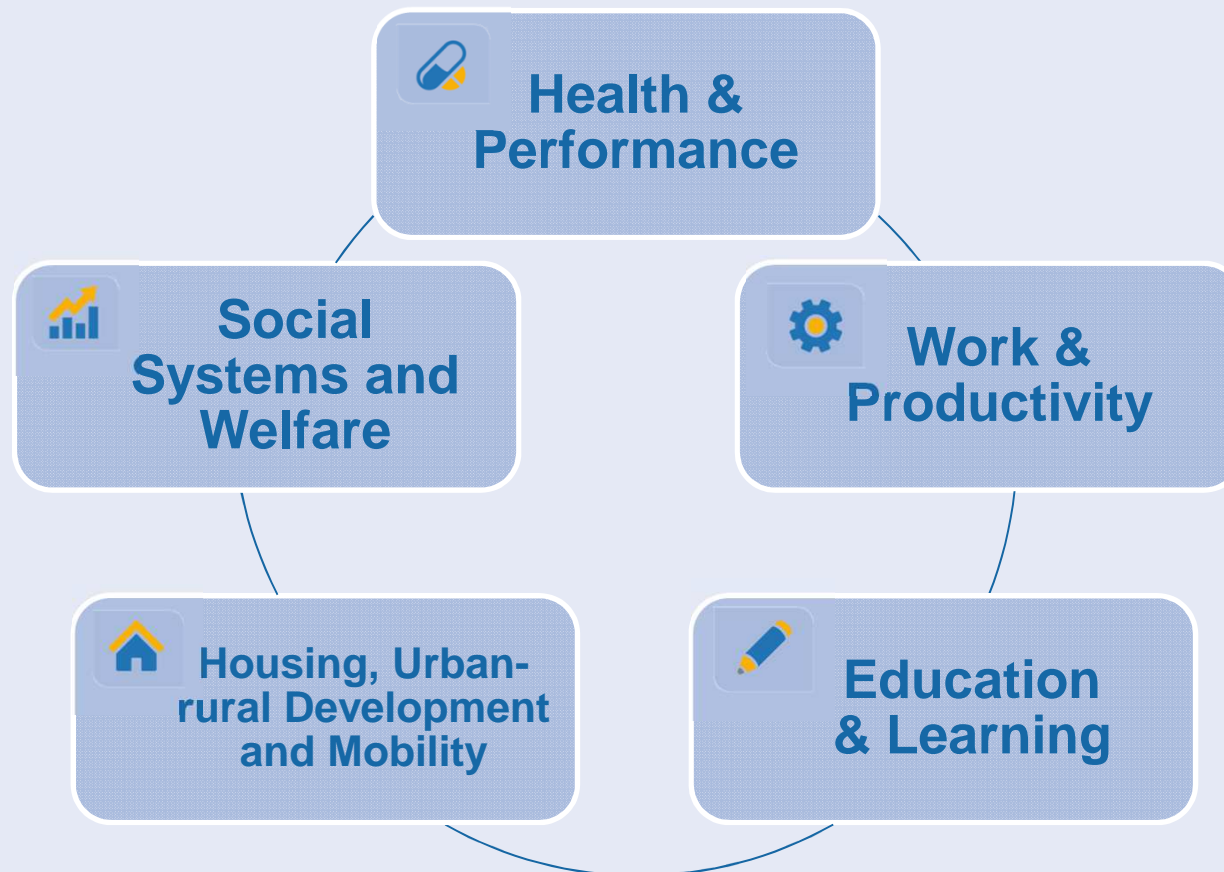 Health &
Performance
Social
Systems and
Welfare
Work &
Productivity
Housing, Urban-
rural Development
and Mobility
Education
& Learning